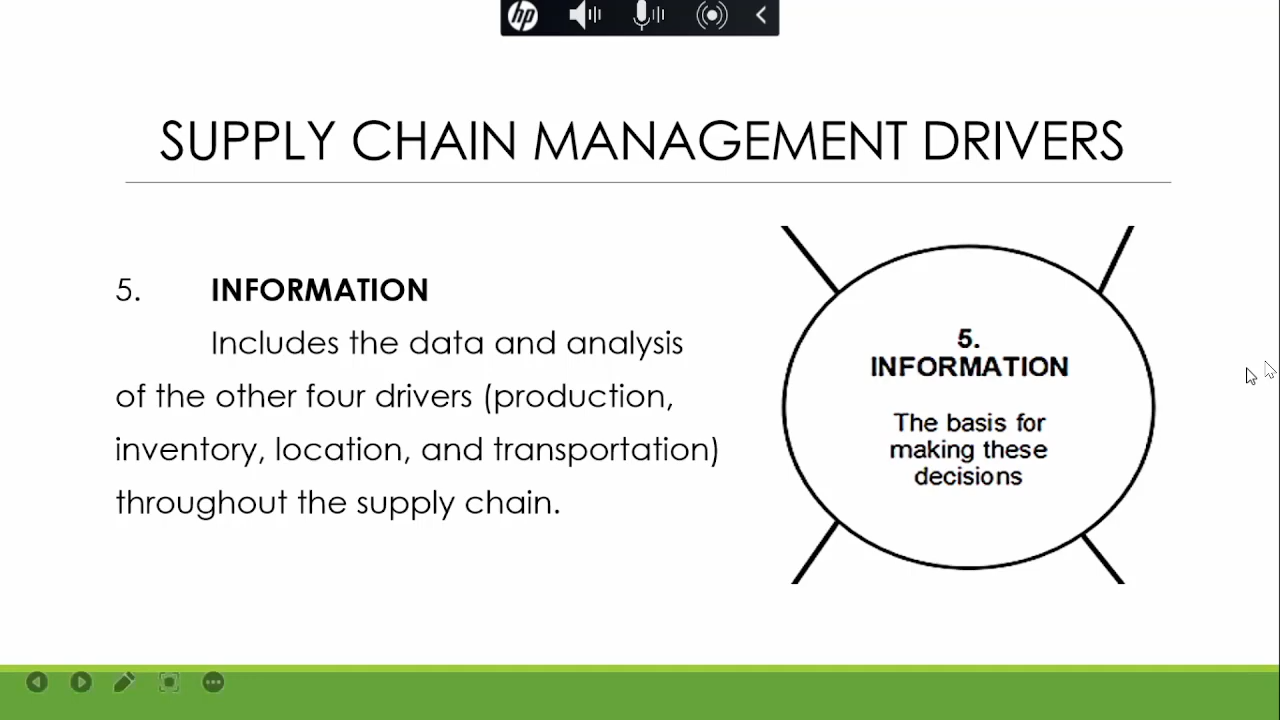 hp
SUPPLY CHAIN MANAGEMENT DRIVERS
5. INFORMATION
Includes the data and analysis
of the other four drivers (production,
inventory, location, and transportation)
throughout the supply chain.
5.
INFORMATION
The basis for
making these
decisions